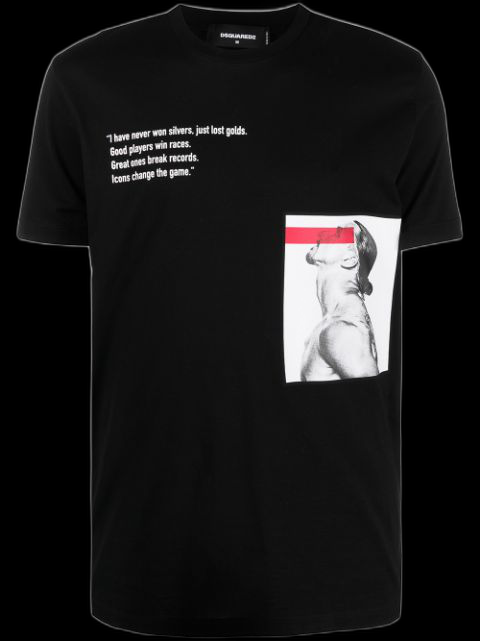 DSQUARED2
"I have never won silvers, just lost golds.
Good players win races.
Great ones break records.
Icons change the game."